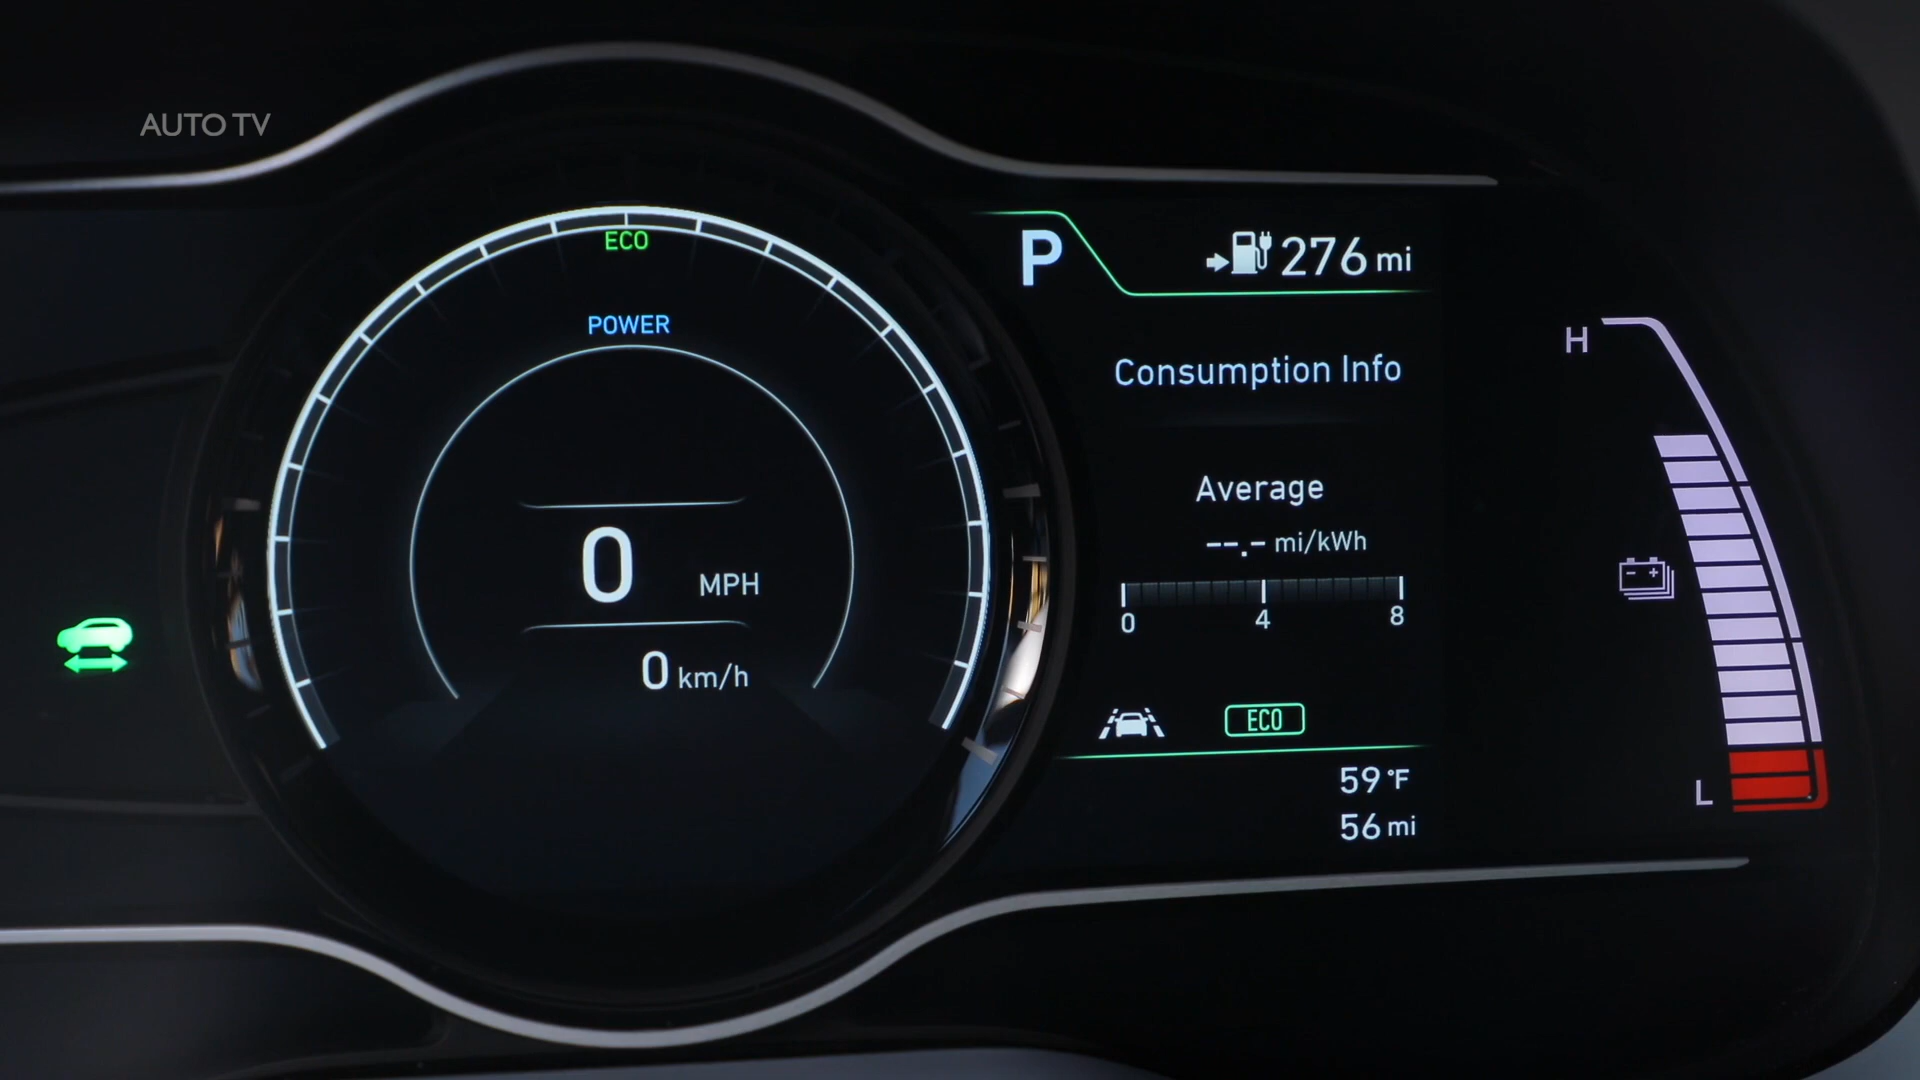 AUTO TV
ECO
POWER
0 MPH
0 km/h
P
276 mi
Consumption Info
Average
--.- mi/kWh
0 4 8
ECO
59 °F
56 mi
H
L